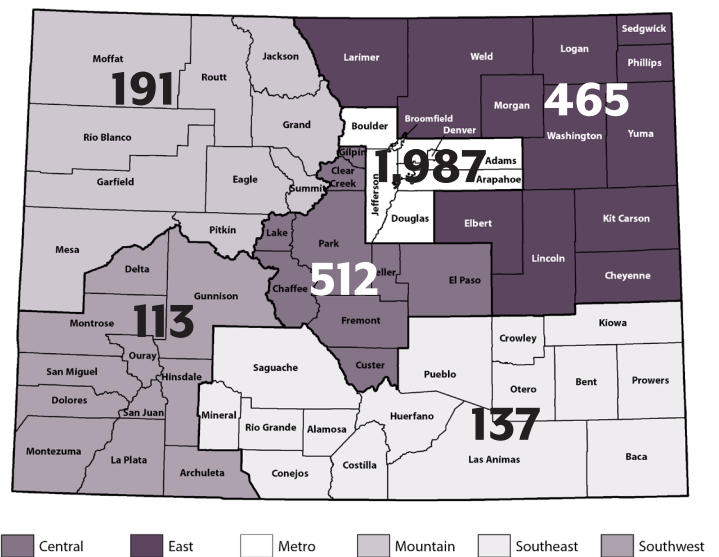 Sedgwick
Moffat
Routt
Jackson
Larimer
Weld
Logan
Phillips
191
465
Morgan
Washington
Yuma
Grand
Boulder
Broomfield
Denver
Río Blanco
Gilpin
1,987
Adams
Arapahoe
Clear
Creek
Garfield
Eagle
Summit
Jefferson
Douglas
Elbert
Kit Carson
Mesa
Pitkin
Lake
Park
Lincoln
Cheyenne
Delta
Gunnison
Chaffee
512
eller
El Paso
Montrose
113
Fremont
Kiowa
Crowley
Ouray
Saguache
San Miguel
Hinsdale
Custer
Pueblo
Otero
Bent
Prowers
Dolores
San Juan
Mineral
Río Grande
Alamosa
Huerfano
137
Montezuma
La Plata
Archuleta
Conejos
Costilla
Las Animas
Baca
Central
East
Metro
Mountain
Southeast
Southwest